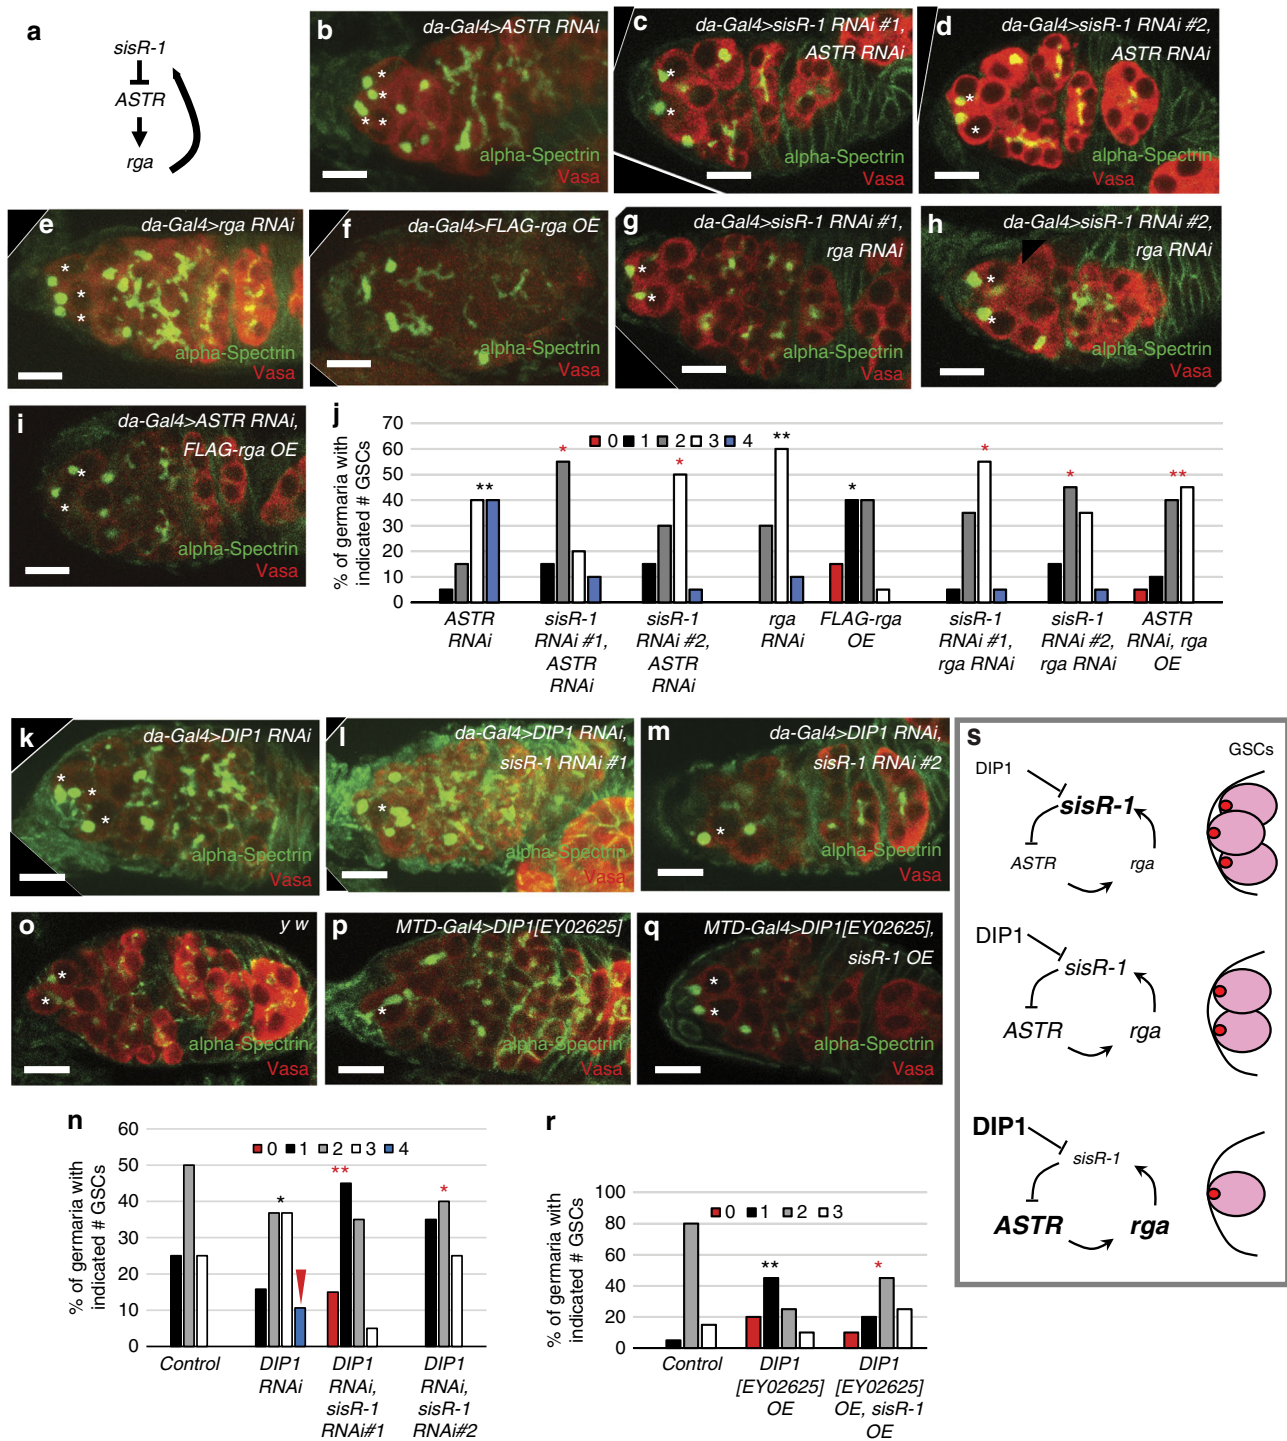 a
sisR-1
ASTR
rga
b
da-Gal4>ASTR RNAi
alpha-Spectrin
Vasa
c
da-Gal4>sisR-1 RNAi #1,
ASTR RNAi
alpha-Spectrin
Vasa
d
da-Gal4>sisR-1 RNAi #2,
ASTR RNAi
alpha-Spectrin
Vasa
e
da-Gal4>rga RNAi
alpha-Spectrin
Vasa
f
da-Gal4>FLAG-rga OE
alpha-Spectrin
Vasa
g
da-Gal4>sisR-1 RNAi #1,
rga RNAi
alpha-Spectrin
Vasa
h
da-Gal4>sisR-1 RNAi #2,
rga RNAi
alpha-Spectrin
Vasa
i
da-Gal4>ASTR RNAi,
FLAG-rga OE
alpha-Spectrin
Vasa
j
% of germaria with
indicated # GSCs
70
60
50
40
30
20
10
0
0 1 2 3 4
** * * ** * * * **
ASTR
RNAi
sisR-1
RNAi #1,
ASTR
RNAi
sisR-1
RNAi #2,
ASTR
RNAi
rga
RNAi
FLAG-rga
OE
sisR-1
RNAi #1,
rga RNAi
sisR-1
RNAi #2,
rga RNAi
ASTR
RNAi, rga
OE
k
da-Gal4>DIP1 RNAi
alpha-Spectrin
Vasa
l
da-Gal4>DIP1 RNAi,
sisR-1 RNAi #1
alpha-Spectrin
Vasa
m
da-Gal4>DIP1 RNAi,
sisR-1 RNAi #2
alpha-Spectrin
Vasa
o
y w
alpha-Spectrin
Vasa
p
MTD-Gal4>DIP1[EY02625]
alpha-Spectrin
Vasa
q
MTD-Gal4>DIP1[EY02625],
sisR-1 OE
alpha-Spectrin
Vasa
n
% of germaria with
indicated # GSCs
60
50
40
30
20
10
0
0 1 2 3 4
* ** *
Control
DIP1
RNAi
DIP1
RNAi,
sisR-1
RNAi#1
DIP1
RNAi,
sisR-1
RNAi#2
r
% of germaria with
indicated # GSCs
100
80
60
40
20
0
0 1 2 3
** *
Control
DIP1
[EY02625]
OE
DIP1
[EY02625]
OE, sisR-1
OE
s
GSCs
DIP1
sisR-1
ASTR
rga
DIP1
sisR-1
ASTR
rga
DIP1
sisR-1
ASTR
rga